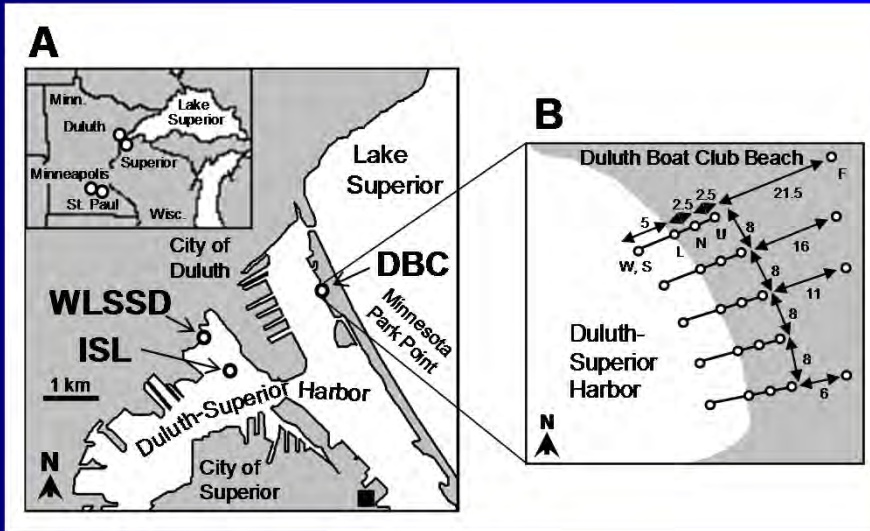 A
Minn.
Lake
Superior
Duluth
Superior
Minneapolis
St. Paul
Wisc.
Lake
Superior
City of
Duluth
DBC
WLSSD
ISL
Minnesota
Park Point
1 km
Duluth-Superior Harbor
N
City of
Superior
B
Duluth Boat Club Beach
F
2.5
2.5
21.5
5
U
N
L
W, S
8
16
8
11
8
8
6
Duluth-
Superior
Harbor
N